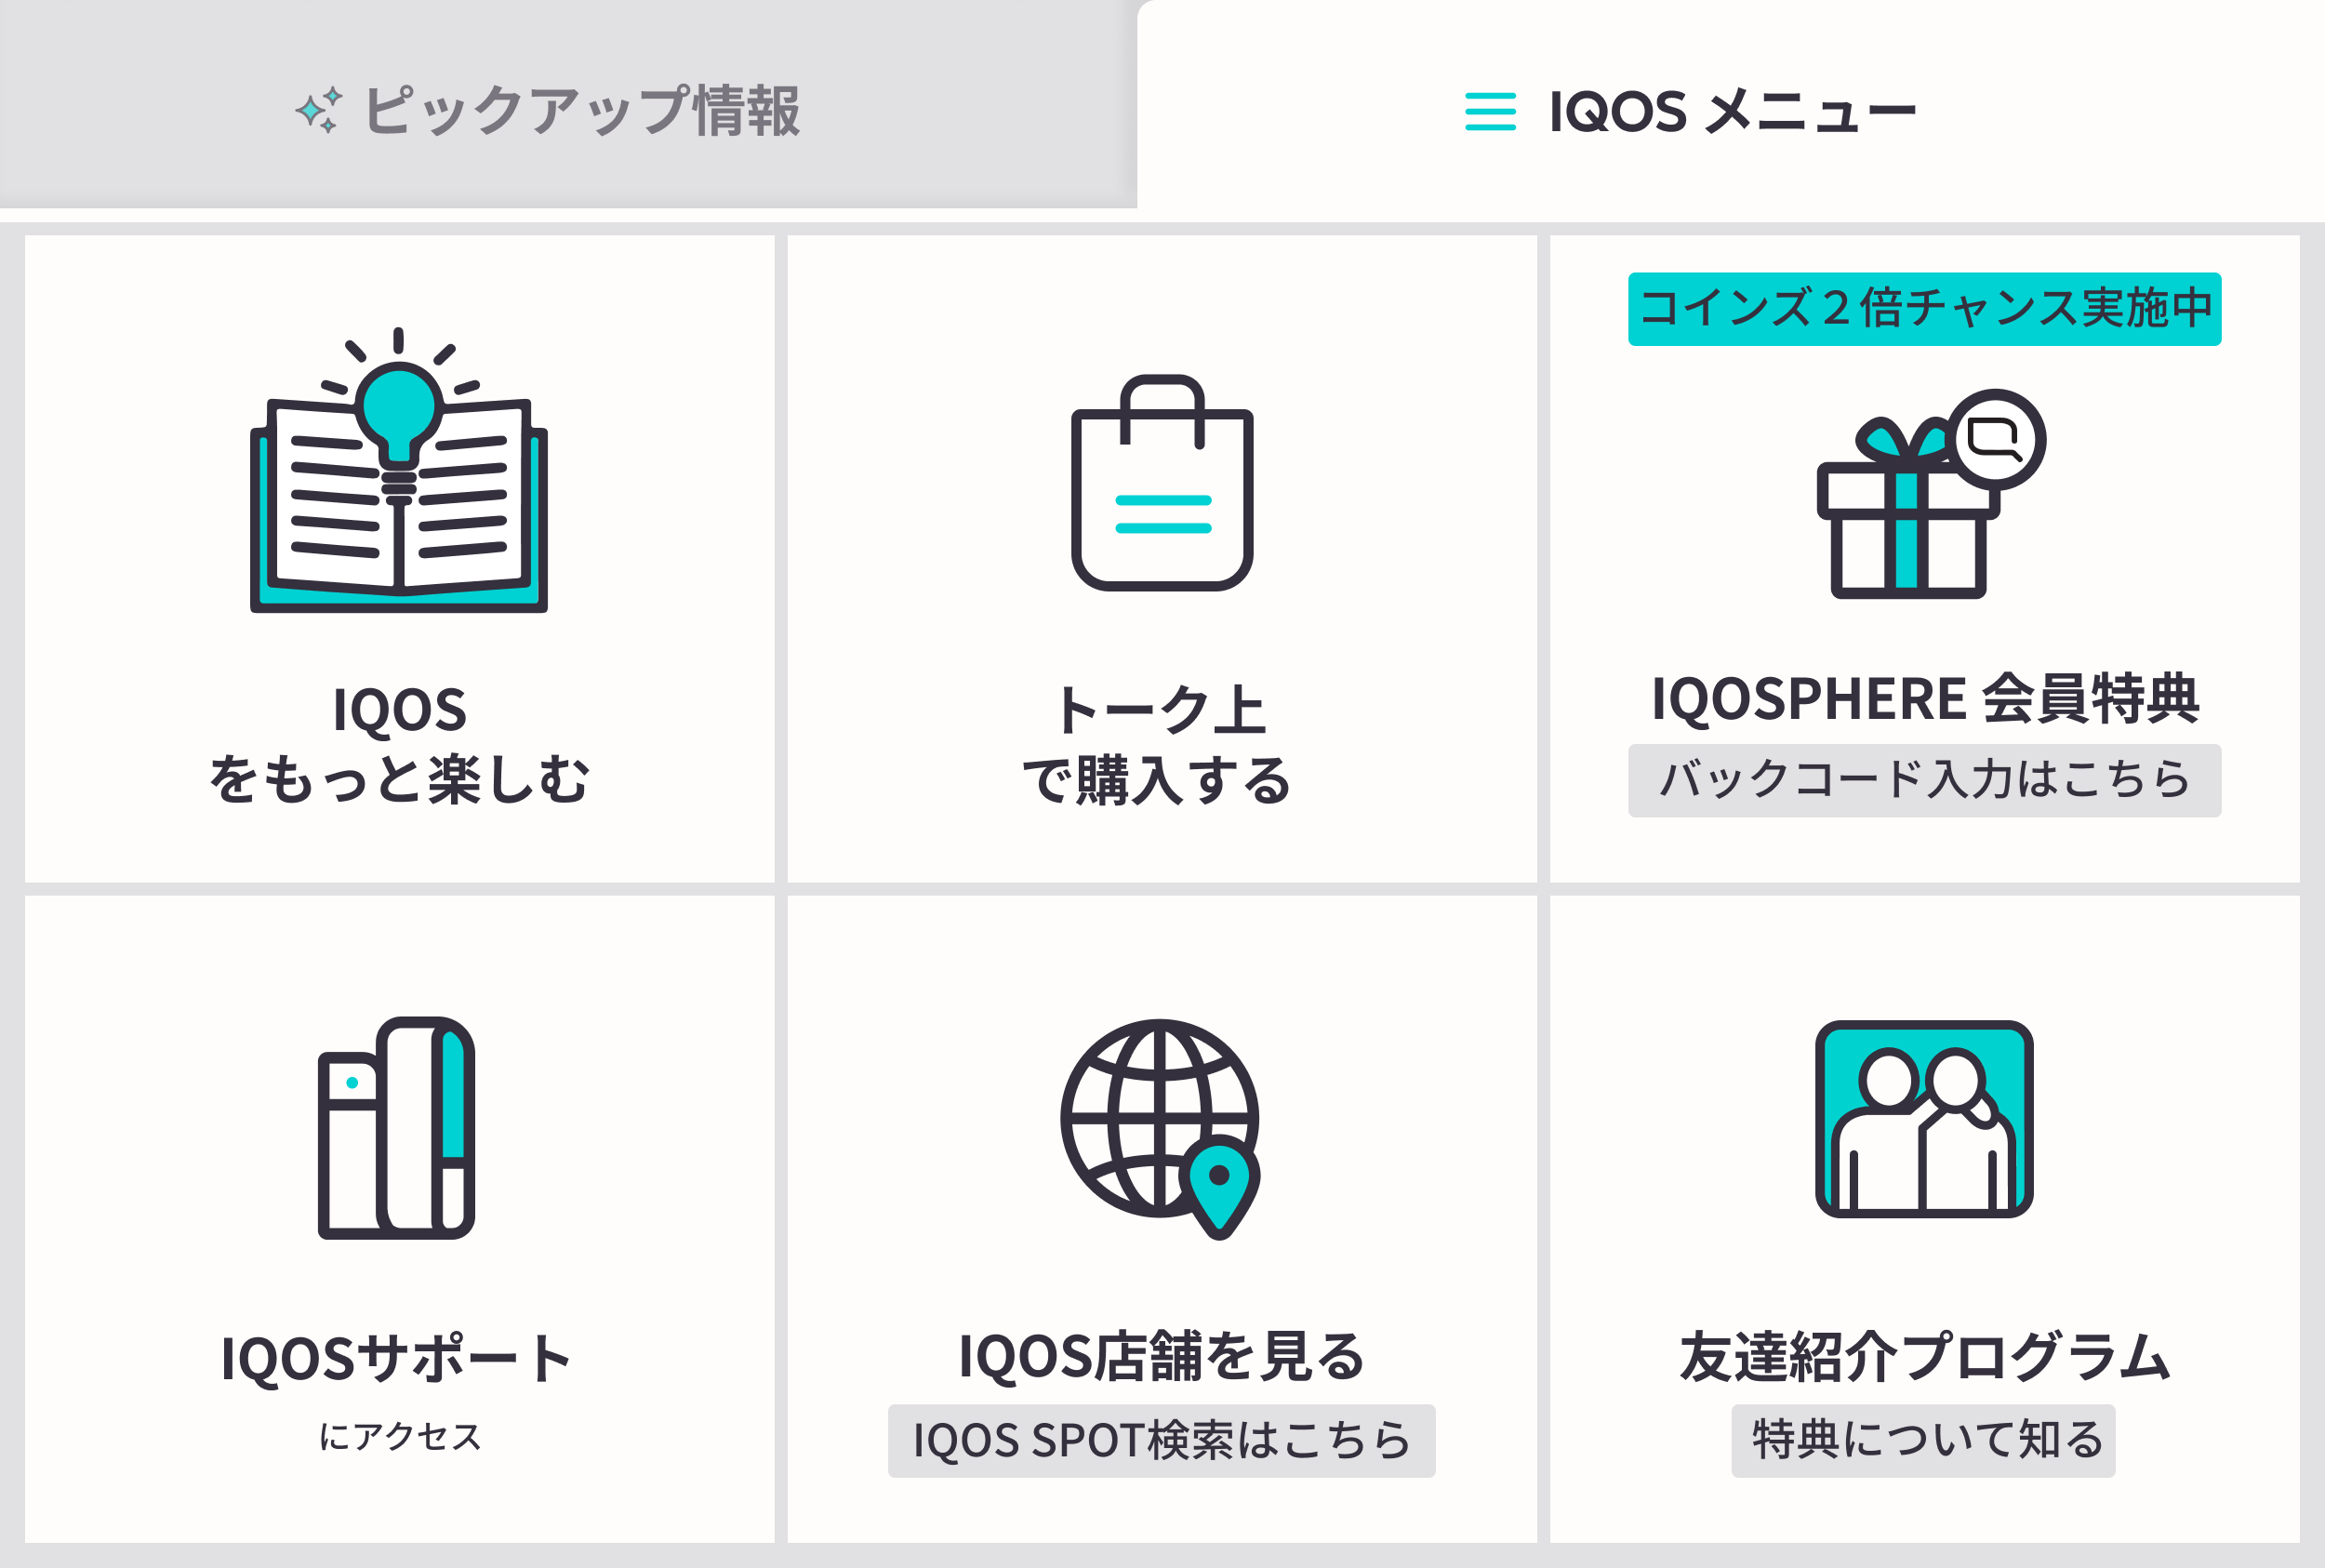 ピックアップ情報
IQOS メニュー
IQOS
をもっと楽しむ
トーク上
で購入する
コインズ 2 倍チャンス実施中
IQOSPHERE 会員特典
パックコード入力はこちら
IQOSサポート
にアクセス
IQOS店舗を見る
IQOS SPOT検索はこちら
友達紹介プログラム
特典について知る